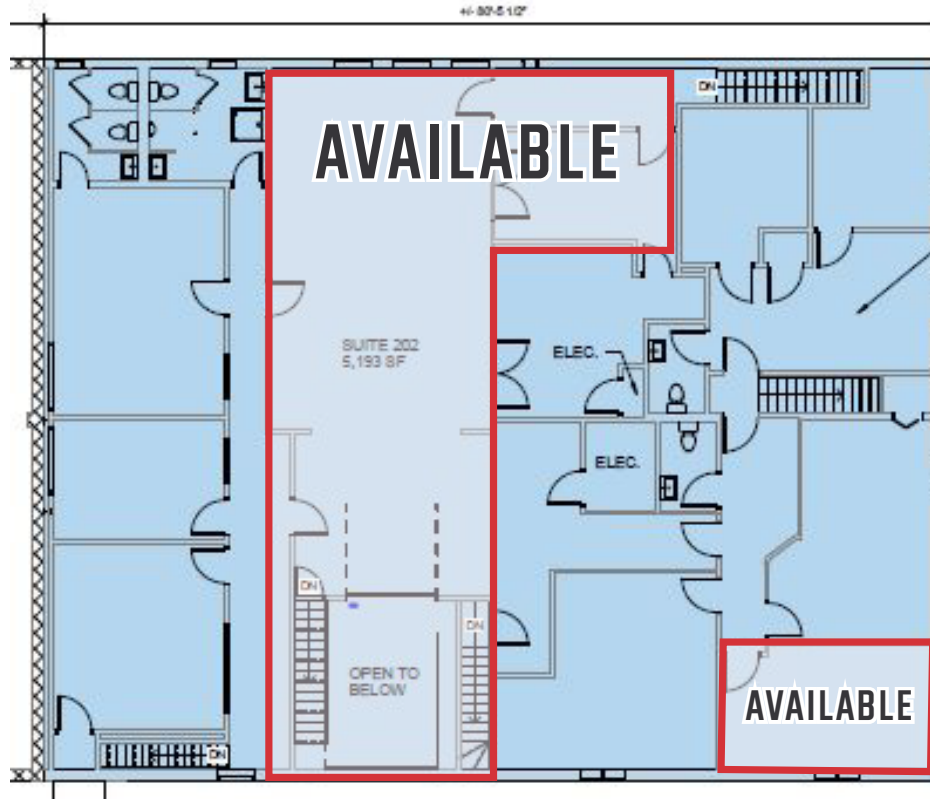 DN
AVAILABLE
SUITE 202
5,193 SF
ELEC.
ELEC.
DN
DN
OPEN TO
BELOW
AVAILABLE
DN